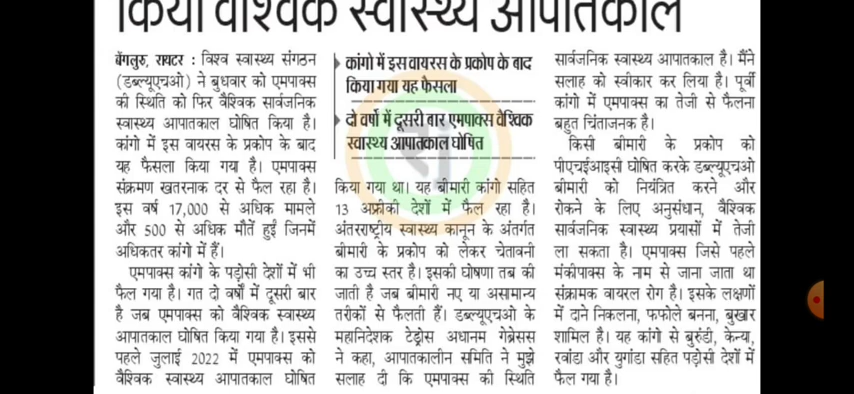 किया वैश्विक स्वास्थ्य आपातकाल
बेंगलुरु, रायटर : विश्व स्वास्थ्य संगठन
(डब्ल्यूएचओ) ने बुधवार को एमपाक्स
की स्थिति को फिर वैश्विक सार्वजनिक
स्वास्थ्य आपातकाल घोषित किया है।
कांगो में इस वायरस के प्रकोप के बाद
यह फैसला किया गया है। एमपाक्स
संक्रमण खतरनाक दर से फैल रहा है।
इस वर्ष 17,000 से अधिक मामले
और 500 से अधिक मौतें हुईं जिनमें
अधिकतर कांगो में हैं।
एमपाक्स कांगो के पड़ोसी देशों में भी
फैल गया है। गत दो वर्षों में दूसरी बार
है जब एमपाक्स को वैश्विक स्वास्थ्य
आपातकाल घोषित किया गया है। इससे
पहले जुलाई 2022 में एमपाक्स को
वैश्विक स्वास्थ्य आपातकाल घोषित
कांगो में इस वायरस के प्रकोप के बाद
किया गया यह फैसला
दो वर्षों में दूसरी बार एमपाक्स वैश्विक
स्वास्थ्य आपातकाल घोषित
किया गया था। यह बीमारी कांगो सहित
13 अफ्रीकी देशों में फैल रहा है।
अंतरराष्ट्रीय स्वास्थ्य कानून के अंतर्गत
बीमारी के प्रकोप को लेकर चेतावनी
का उच्च स्तर है। इसकी घोषणा तब की
जाती है जब बीमारी नए या असामान्य
तरीकों से फैलती हैं। डब्ल्यूएचओ के
महानिदेशक टेड्रोस अधानम गेब्रेसस
ने कहा, आपातकालीन समिति ने मुझे
सलाह दी कि एमपाक्स की स्थिति
सार्वजनिक स्वास्थ्य आपातकाल है। मैंने
सलाह को स्वीकार कर लिया है। पूर्वी
कांगो में एमपाक्स का तेजी से फैलना
बहुत चिंताजनक है।
किसी बीमारी के प्रकोप को
पीएचईआइसी घोषित करके डब्ल्यूएचओ
बीमारी को नियंत्रित करने और
रोकने के लिए अनुसंधान, वैश्विक
सार्वजनिक स्वास्थ्य प्रयासों में तेजी
ला सकता है। एमपाक्स जिसे पहले
मंकीपाक्स के नाम से जाना जाता था
संक्रामक वायरल रोग है। इसके लक्षणों
में दाने निकलना, फफोले बनना, बुखार
शामिल है। यह कांगो से बुरुंडी, केन्या,
रवांडा और युगांडा सहित पड़ोसी देशों में
फैल गया है।